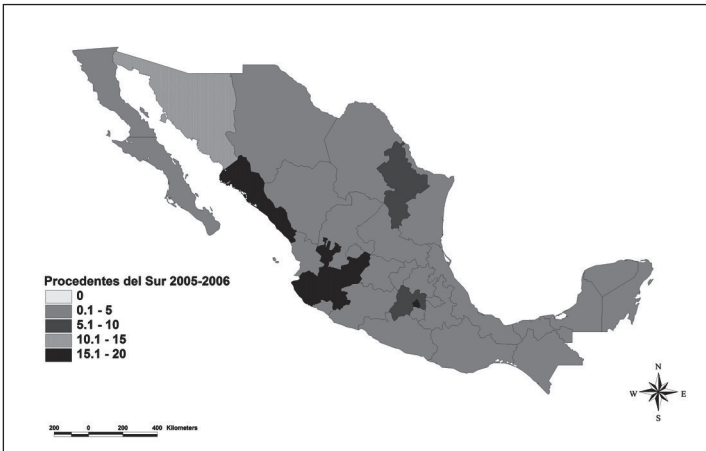 Procedentes del Sur 2005-2006
0
0.1 - 5
5.1 - 10
10.1 - 15
15.1 - 20
N
W E
S
200 0 200 400 Kilometers